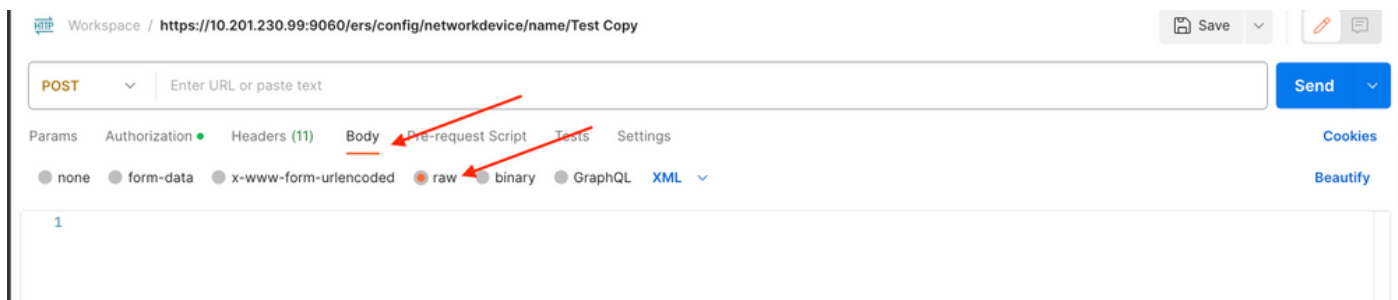 HTTP Workspace / https://10.201.230.99:9060/ers/config/networkdevice/name/Test Copy Save
POST Enter URL or paste text Send
Params Authorization Headers (11) Body Pre-request Script Tests Settings Cookies
none form-data x-www-form-urlencoded raw binary GraphQL XML Beautify
1